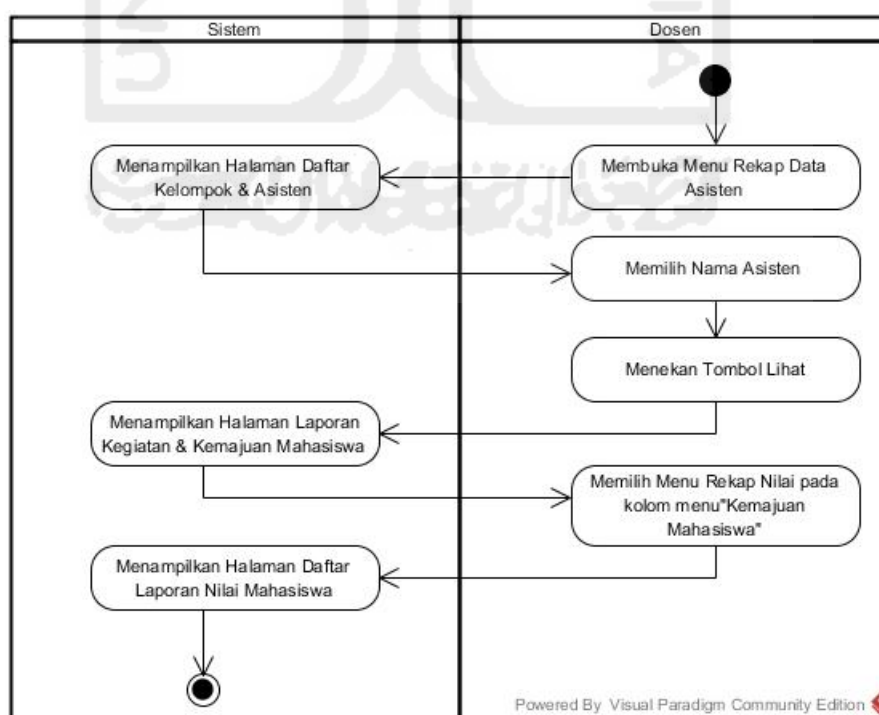 Sistem
Dosen
Membuka Menu Rekap Data
Asisten
Menampilkan Halaman Daftar
Kelompok & Asisten
Memilih Nama Asisten
Menekan Tombol Lihat
Menampilkan Halaman Laporan
Kegiatan & Kemajuan Mahasiswa
Memilih Menu Rekap Nilai pada
kolom menu"Kemajuan
Mahasiswa"
Menampilkan Halaman Daftar
Laporan Nilai Mahasiswa
Powered By Visual Paradigm Community Edition